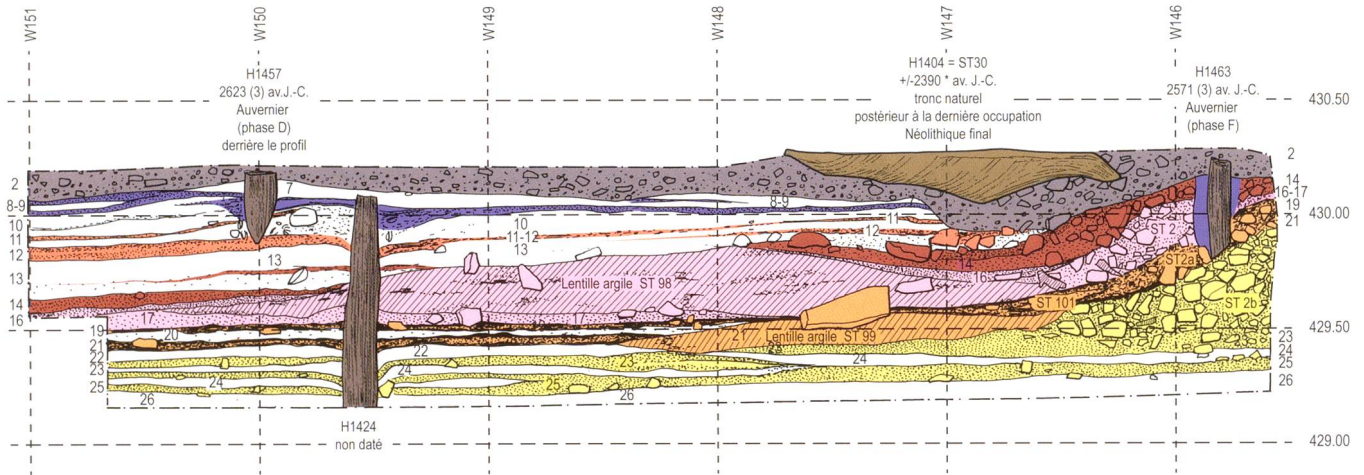 W151
W150
W149
W148
W147
W146
H1457
2623 (3) av.J.-C.
Auvernier
(phase D)
derrière le profil
H1404 = ST30
+/-2390 * av. J.-C.
tronc naturel
postérieur à la dernière occupation
Néolithique final
H1463
2571 (3) av.J.-C.
Auvernier
(phase F)
430.50
430.00
429.50
429.00
2
8-9
10
11
12
13
14
16
17
19
20
21
22
23
24
25
26
7
13
10
11-12
13
22
24
25
26
17
8-9
11
12
14
16
24
2
14
16-17
19
21
23
24
25
26
23
Lentille argile ST 98
Lentille argile ST 99
ST 101
ST 2
ST2a
ST 2b
H1424
non daté